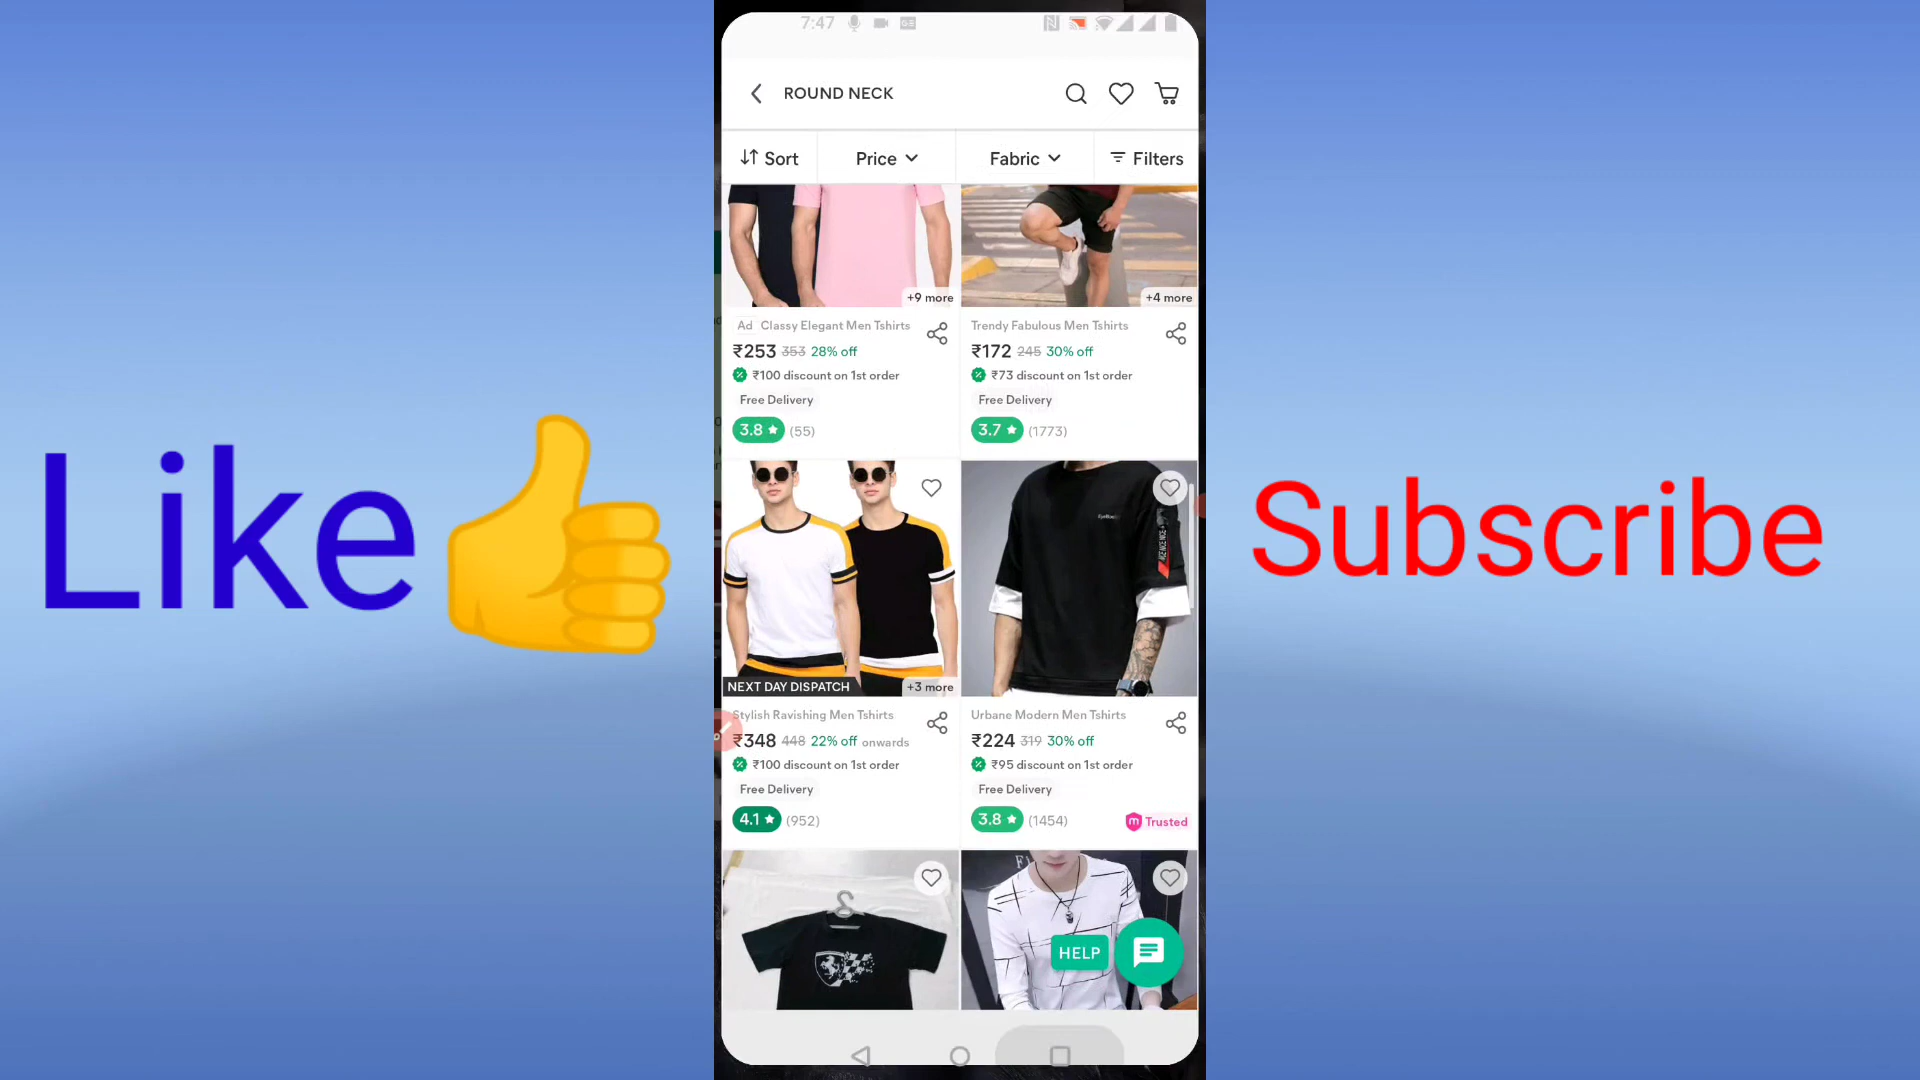 7:47
ROUND NECK
Sort Price Fabric Filters
+9 more
+4 more
Ad Classy Elegant Men Tshirts
₹253 353 28% off
₹100 discount on 1st order
Free Delivery
3.8 (55)
Trendy Fabulous Men Tshirts
₹172 245 30% off
₹73 discount on 1st order
Free Delivery
3.7 (1773)
Like
Subscribe
NEXT DAY DISPATCH
+3 more
Stylish Ravishing Men Tshirts
₹348 448 22% off onwards
₹100 discount on 1st order
Free Delivery
4.1 (952)
Urbane Modern Men Tshirts
₹224 319 30% off
₹95 discount on 1st order
Free Delivery
3.8 (1454)
m Trusted
HELP